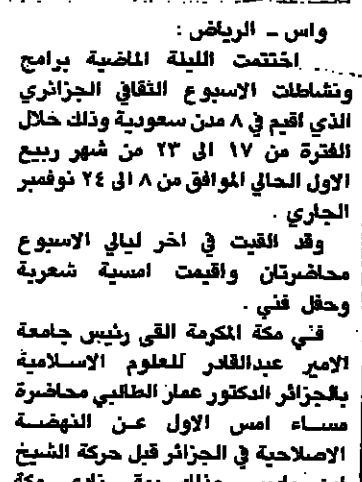 واس ــ الرياض :
اختتمت الليلة الماضية برامج
ونشاطات الاسبوع الثقافي الجزائري
الذي اقيم في ٨ مدن سعودية وذلك خلال
الفترة من ١٧ الى ٢٣ من شهر ربيع
الاول الحالي الموافق من ٨ الى ٢٤ نوفمبر
الجاري .
وقد القيت في اخر ليالي الاسبوع
محاضرتان واقيمت امسية شعرية
وحفل فني .
فني مكة المكرمة القى رئيس جامعة
الامير عبدالقادر للعلوم الاسلامية
بالجزائر الدكتور عمار الطالبي محاضرة
مساء امس الاول عن النهضة
الاصلاحية في الجزائر قبل حركة الشيخ